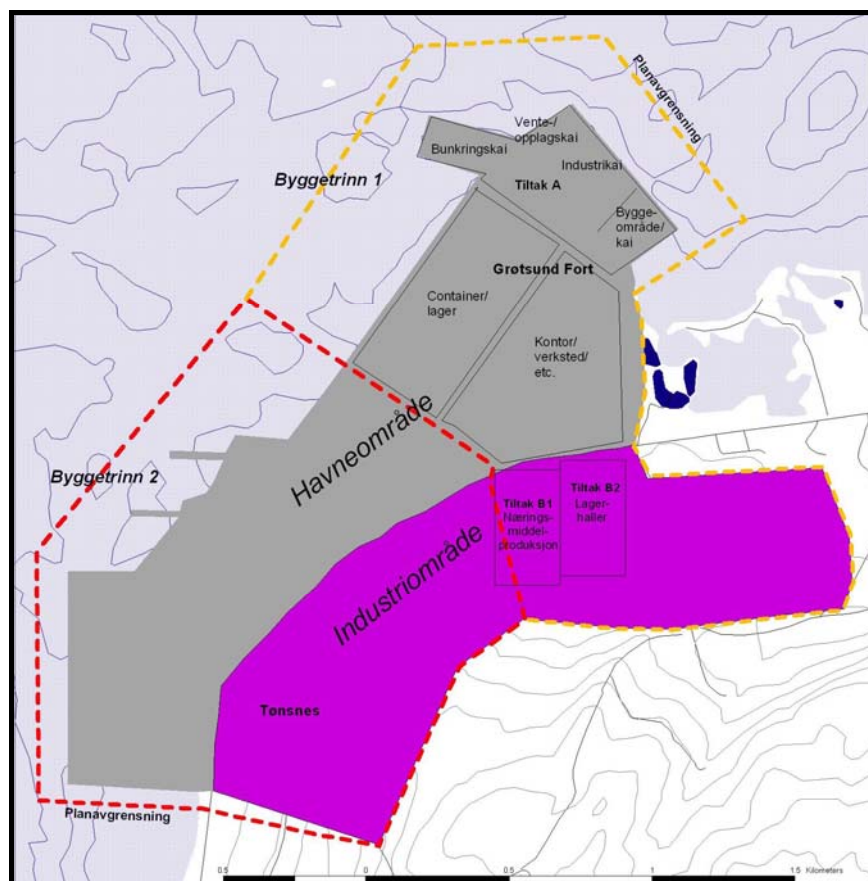 Planavgrensning
Vente-/
opplagskai
Bunkringskai
Industrikai
Byggetrinn 1
Tiltak A
Bygge-
område/
kai
Grøtsund Fort
Container/
lager
Kontor/
verksted/
etc.
Havneområde
Byggetrinn 2
Tiltak B1
Nærings-
middel-
produksjon
Tiltak B2
Lager-
haller
Industriområde
Tønsnes
Planavgrensning
0.5 0 0.5 1 1.5 Kilometers